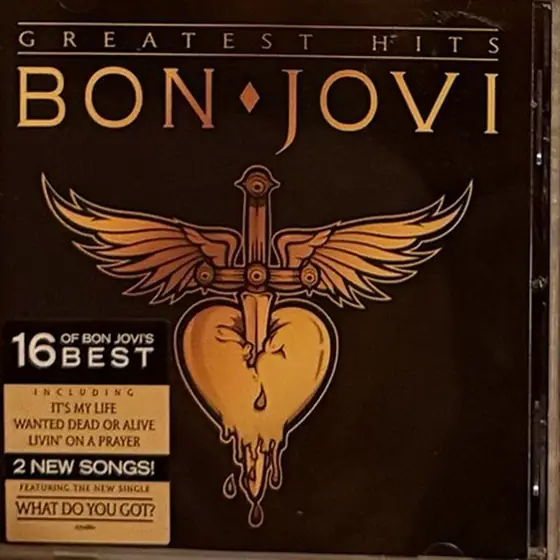 GREATEST HITS
BON♦JOVI
16 OF BON JOVI'S
BEST
INCLUDING
IT'S MY LIFE
WANTED DEAD OR ALIVE
LIVIN' ON A PRAYER
2 NEW SONGS!
FEATURING THE NEW SINGLE
WHAT DO YOU GOT?